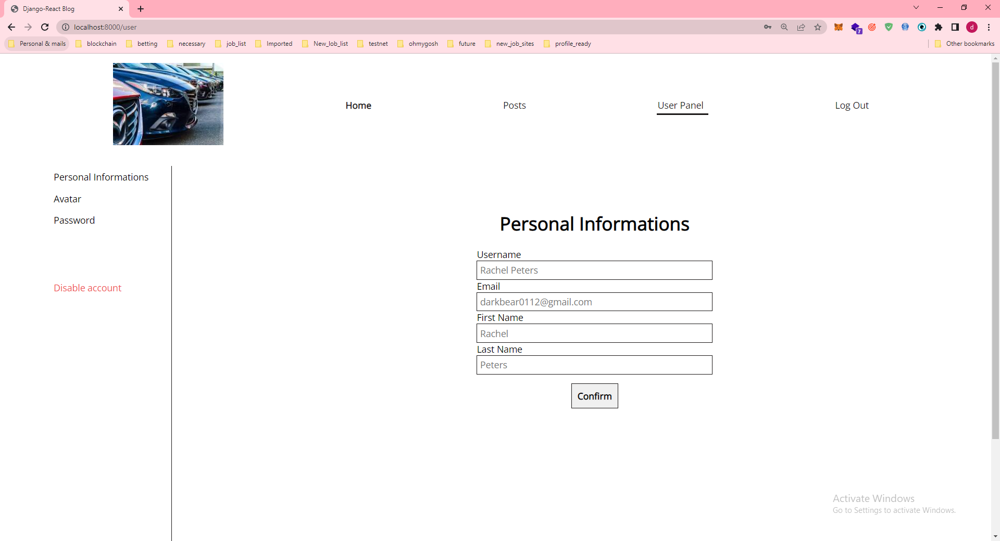 Django-React Blog
localhost:8000/user
7
d
Personal & mails
blockchain
betting
necessary
job_list
Imported
New_lob_list
testnet
ohmygosh
future
new_job_sites
profile_ready
Other bookmarks
Home
Posts
User Panel
Log Out
Personal Informations
Avatar
Password
Disable account
Personal Informations
Username
Rachel Peters
Email
darkbear0112@gmail.com
First Name
Rachel
Last Name
Peters
Confirm
Activate Windows
Go to Settings to activate Windows.